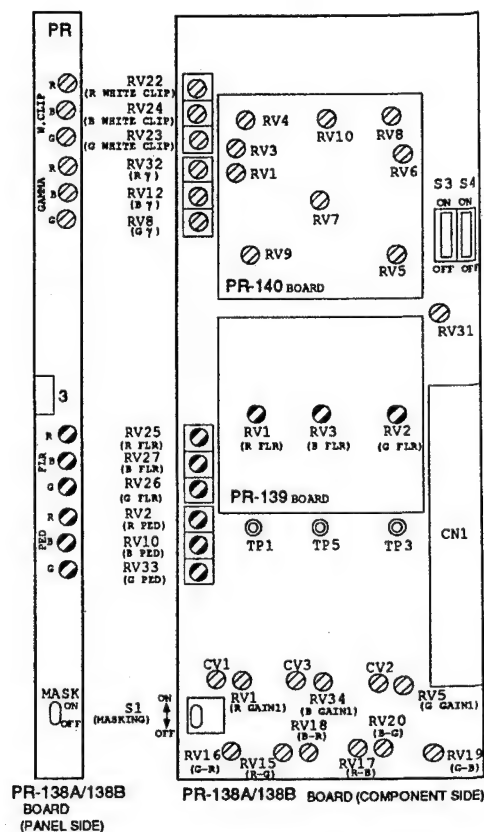 PR
W.CLIP
R
B
G
GAMMA
R
B
G
3
FLR
R
B
G
PED
R
B
G
MASK
ON
OFF
PR-138A/138B
BOARD
(PANEL SIDE)
RV22
(R WHITE CLIP)
RV24
(B WHITE CLIP)
RV23
(G WHITE CLIP)
RV32
(R γ)
RV12
(B γ)
RV8
(G γ)
RV4
RV10
RV8
RV3
RV6
RV1
RV7
RV9
RV5
PR-140 BOARD
S3 S4
ON ON
OFF OFF
RV31
RV1
(R FLR)
RV3
(B FLR)
RV2
(G FLR)
PR-139 BOARD
RV25
(R FLR)
RV27
(B FLR)
RV26
(G FLR)
RV2
(R PED)
RV10
(B PED)
RV33
(G PED)
TP1
TP5
TP3
CN1
CV1
RV1
(R GAIN1)
CV3
RV34
(B GAIN1)
CV2
RV5
(G GAIN1)
S1
(MASKING)
ON
OFF
RV16
(G-R)
RV15
(R-G)
RV18
(B-R)
RV17
(R-B)
RV20
(B-G)
RV19
(G-B)
PR-138A/138B BOARD (COMPONENT SIDE)